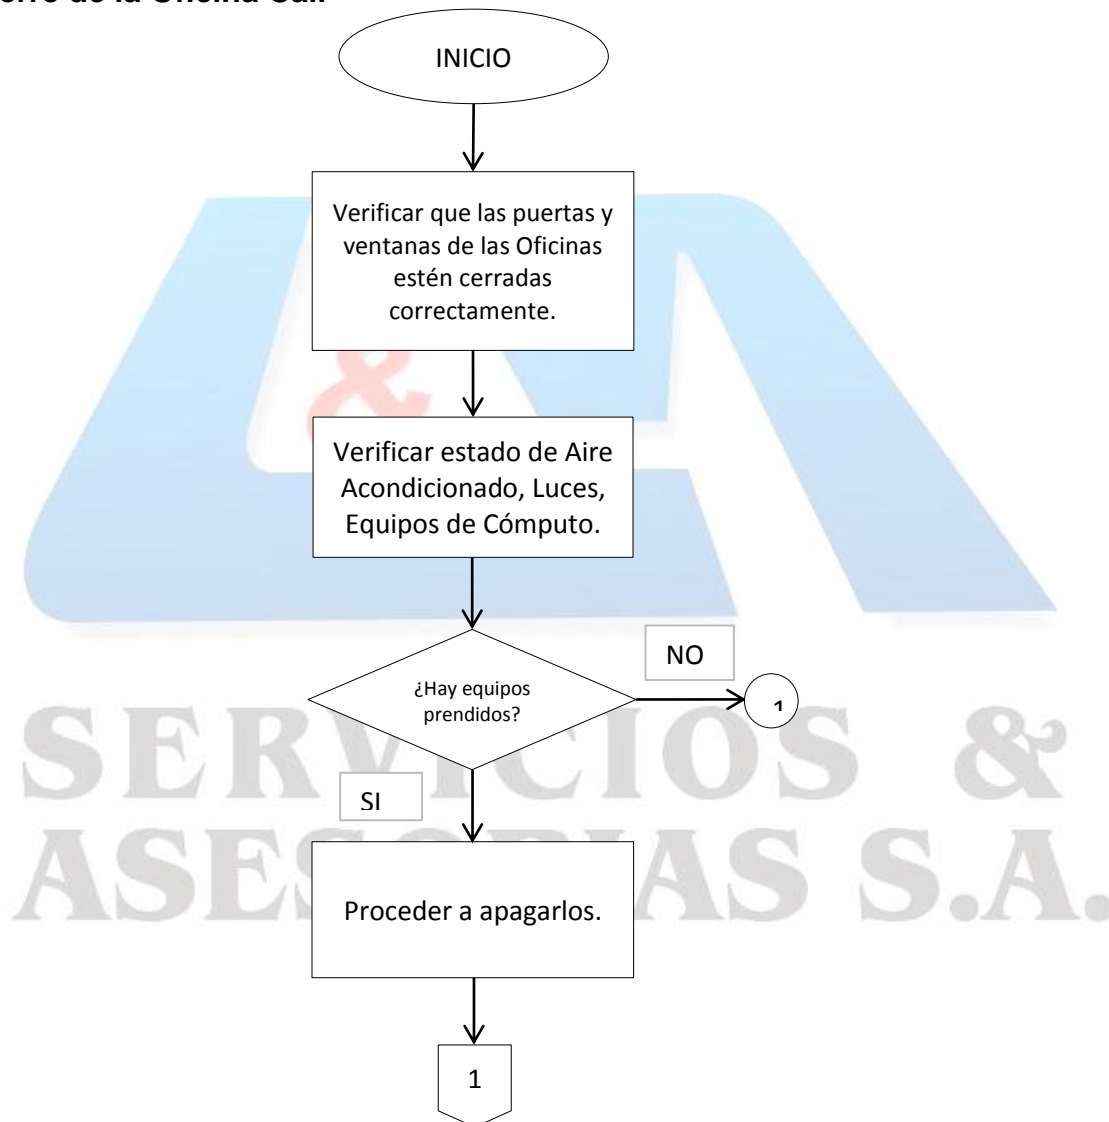 INICIO
Verificar que las puertas y
ventanas de las Oficinas
estén cerradas
correctamente.
&
Verificar estado de Aire
Acondicionado, Luces,
Equipos de Cómputo.
NO
¿Hay equipos
prendidos?
1
SERVICIOS &
SI
ASESORIAS S.A.
Proceder a apagarlos.
1